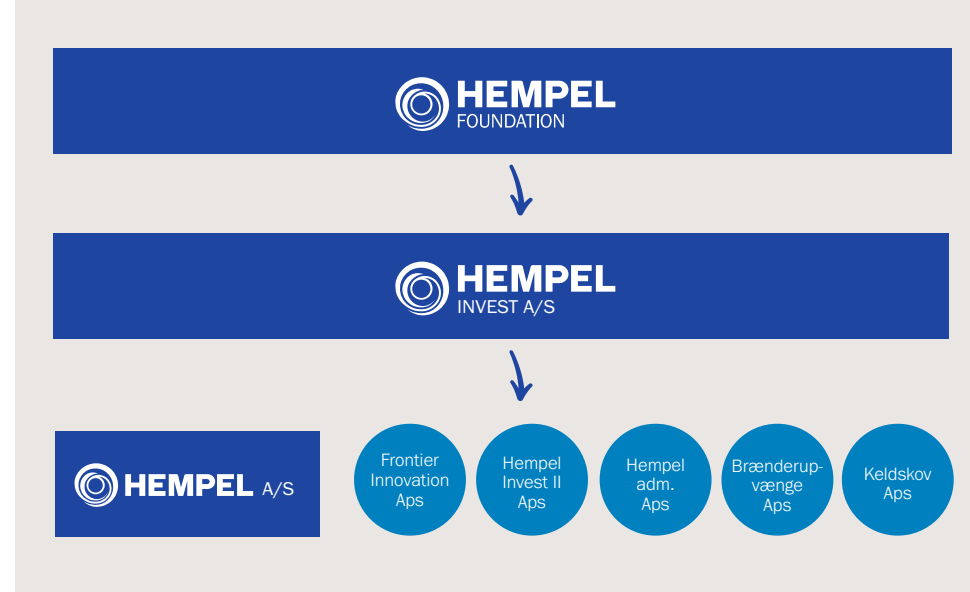 HEMPEL
FOUNDATION
HEMPEL
INVEST A/S
HEMPEL A/S
Frontier
Innovation
Aps
Hempel
Invest II
Aps
Hempel
adm.
Aps
Brænderup-
vænge
Aps
Keldskov
Aps